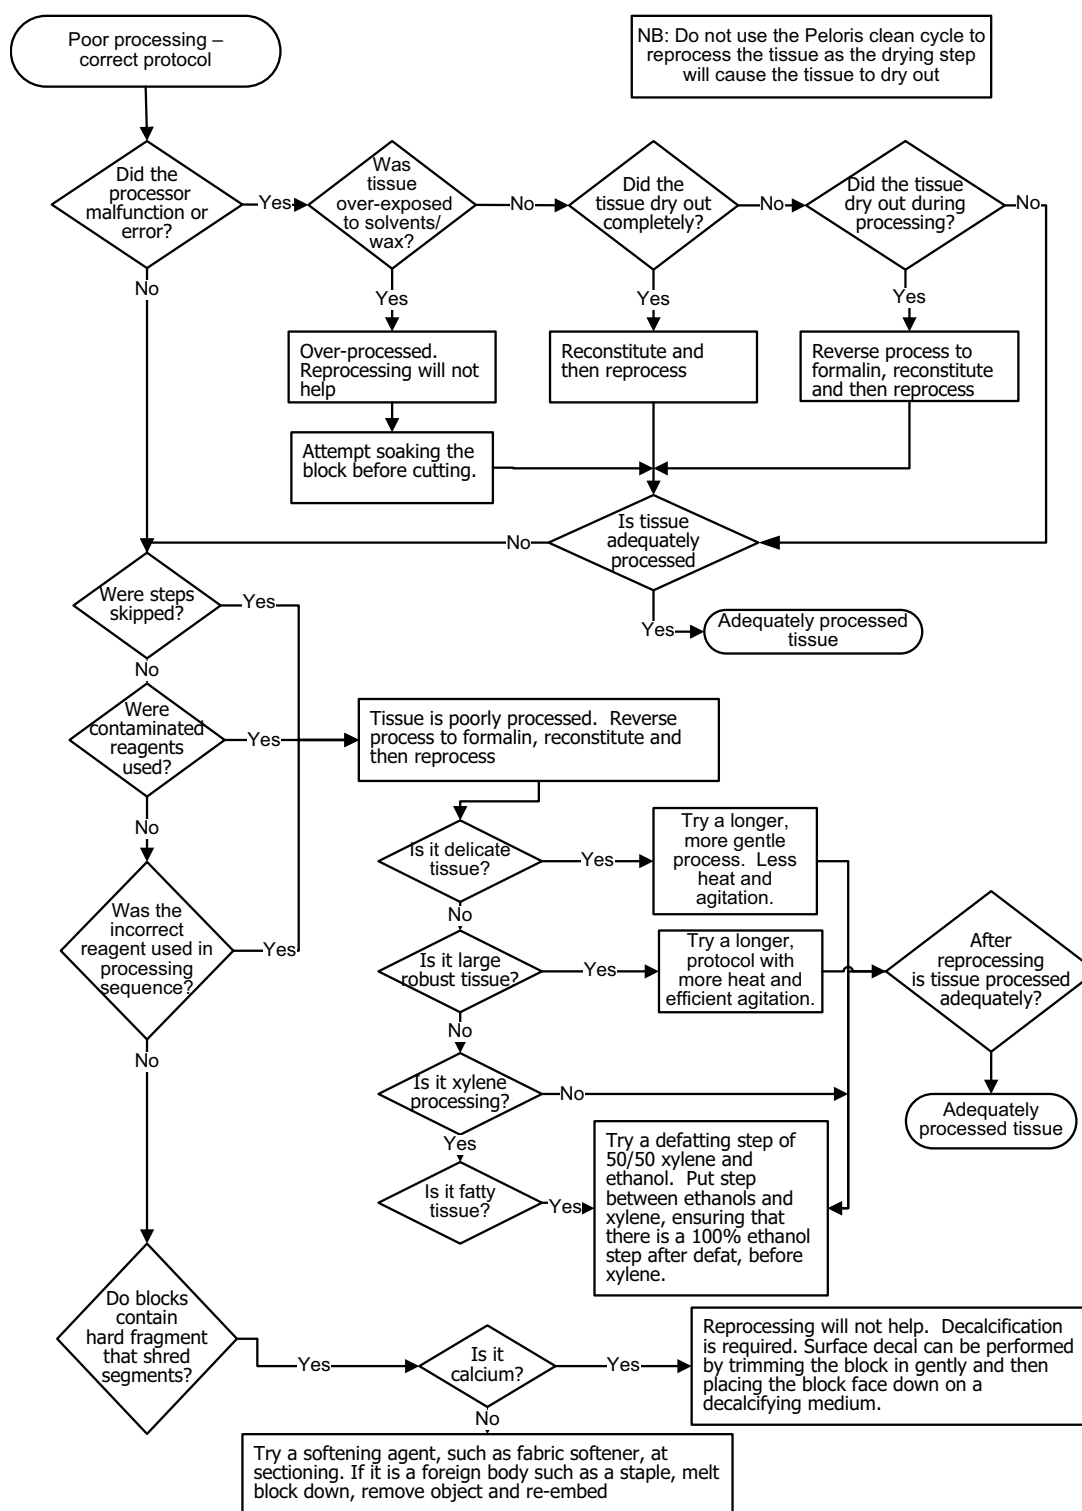 Poor processing –
correct protocol
NB: Do not use the Peloris clean cycle to
reprocess the tissue as the drying step
will cause the tissue to dry out
Did the
processor
malfunction or
error?
Yes
Was
tissue
over-exposed
to solvents/
wax?
No
Did the
tissue dry out
completely?
No
Did the tissue
dry out during
processing?
No
No
Yes
Yes
Yes
Over-processed.
Reprocessing will not
help
Reconstitute and
then reprocess
Reverse process to
formalin, reconstitute
and then reprocess
Attempt soaking the
block before cutting.
Is tissue
adequately
processed
No
Yes
Adequately processed
tissue
Were steps
skipped?
Yes
No
Were
contaminated
reagents
used?
Yes
Tissue is poorly processed.  Reverse
process to formalin, reconstitute and
then reprocess
No
Was the
incorrect
reagent used in
processing
sequence?
Yes
No
Is it delicate
tissue?
Yes
Try a longer,
more gentle
process.  Less
heat and
agitation.
No
Is it large
robust tissue?
Yes
Try a longer,
protocol with
more heat and
efficient agitation.
After
reprocessing
is tissue processed
adequately?
No
Is it xylene
processing?
No
Adequately
processed tissue
Yes
Is it fatty
tissue?
Yes
Try a defatting step of
50/50 xylene and
ethanol.  Put step
between ethanols and
xylene, ensuring that
there is a 100% ethanol
step after defat, before
xylene.
Do blocks
contain
hard fragment
that shred
segments?
Yes
Is it
calcium?
Yes
Reprocessing will not help.  Decalcification
is required. Surface decal can be performed
by trimming the block in gently and then
placing the block face down on a
decalcifying medium.
No
Try a softening agent, such as fabric softener, at
sectioning. If it is a foreign body such as a staple, melt
block down, remove object and re-embed